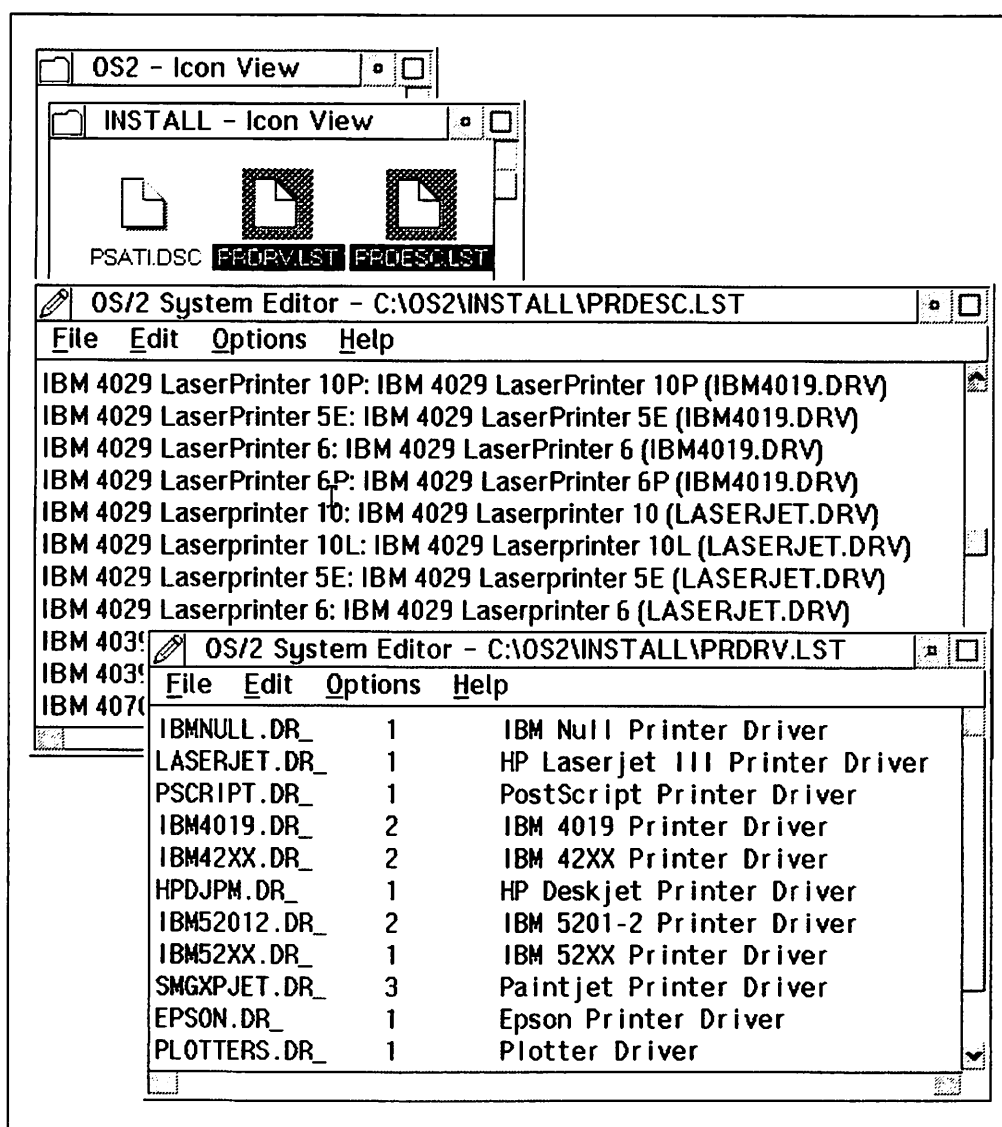 OS2 - Icon View
INSTALL - Icon View
PSATI.DSC PRDRV.LST PRDESC.LST
OS/2 System Editor - C:\OS2\INSTALL\PRDESC.LST
File Edit Options Help
IBM 4029 LaserPrinter 10P: IBM 4029 LaserPrinter 10P (IBM4019.DRV)
IBM 4029 LaserPrinter 5E: IBM 4029 LaserPrinter 5E (IBM4019.DRV)
IBM 4029 LaserPrinter 6: IBM 4029 LaserPrinter 6 (IBM4019.DRV)
IBM 4029 LaserPrinter 6P: IBM 4029 LaserPrinter 6P (IBM4019.DRV)
IBM 4029 Laserprinter 10: IBM 4029 Laserprinter 10 (LASERJET.DRV)
IBM 4029 Laserprinter 10L: IBM 4029 Laserprinter 10L (LASERJET.DRV)
IBM 4029 Laserprinter 5E: IBM 4029 Laserprinter 5E (LASERJET.DRV)
IBM 4029 Laserprinter 6: IBM 4029 Laserprinter 6 (LASERJET.DRV)
IBM 4039
IBM 4039
IBM 4070
OS/2 System Editor - C:\OS2\INSTALL\PRDRV.LST
File Edit Options Help
IBMNULL.DR_ 1 IBM Null Printer Driver
LASERJET.DR_ 1 HP Laserjet III Printer Driver
PSCRIPT.DR_ 1 PostScript Printer Driver
IBM4019.DR_ 2 IBM 4019 Printer Driver
IBM42XX.DR_ 2 IBM 42XX Printer Driver
HPDJPM.DR_ 1 HP Deskjet Printer Driver
IBM52012.DR_ 2 IBM 5201-2 Printer Driver
IBM52XX.DR_ 1 IBM 52XX Printer Driver
SMGXPJET.DR_ 3 Paintjet Printer Driver
EPSON.DR_ 1 Epson Printer Driver
PLOTTERS.DR_ 1 Plotter Driver